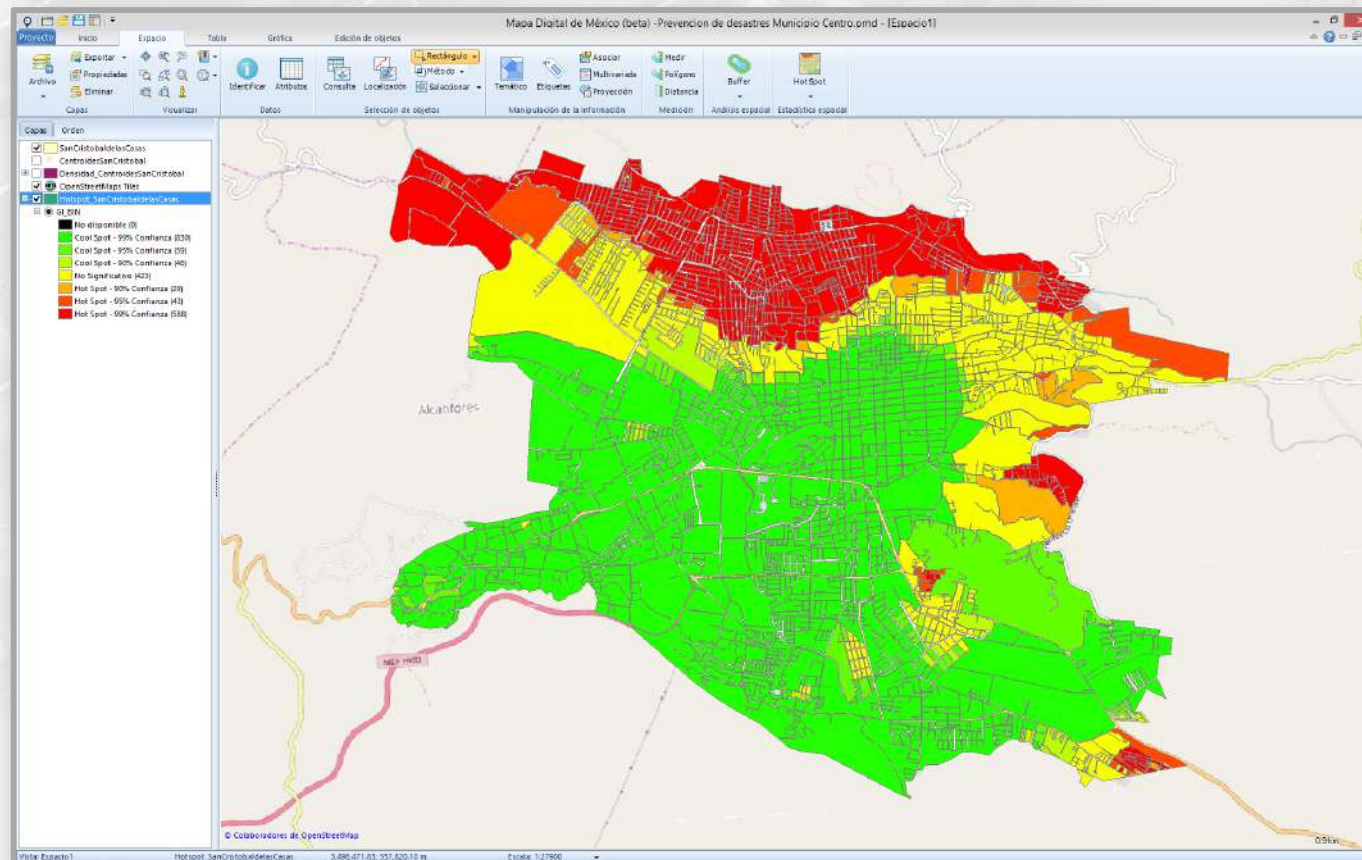 Mapa Digital de México (beta) -Prevencion de desastres Municipio Centro.pmd - [Espacio1]
Proyecto Inicio Espacio Tabla Gráfica Edición de objetos
Archivo
Exportar
Propiedades
Eliminar
Capas
Visualizar
Identificar Atributos
Datos
Consulta Localización
Rectángulo
Método
Seleccionar
Selección de objetos
Temático Etiquetas
Asociar
Multivariada
Proyección
Manipulación de la información
Medir
Polígono
Distancia
Medición
Buffer
Análisis espacial
Hot Spot
Estadística espacial
Capas Orden
SanCristobaldelasCasas
CentroidesSanCristobal
Densidad_CentroidesSanCristobal
OpenStreetMaps Tiles
Hotspot_SanCristobaldelasCasas
GI_BIN
No disponible (0)
Cool Spot - 99% Confianza (830)
Cool Spot - 95% Confianza (99)
Cool Spot - 90% Confianza (46)
No Significativo (423)
Hot Spot - 90% Confianza (28)
Hot Spot - 95% Confianza (43)
Hot Spot - 99% Confianza (588)
Alcanfores
© Colaboradores de OpenStreetMap
0.9km
Vista: Espacio1 Hotspot_SanCristobaldelasCasas Escala: 1:27900